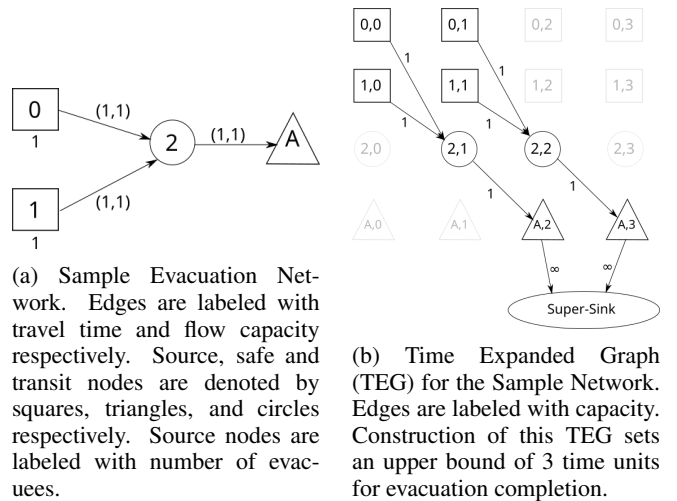 0
1
(1,1)
2
(1,1)
A
1
1
(1,1)
(a) Sample Evacuation Net-
work. Edges are labeled with
travel time and flow capacity
respectively. Source, safe and
transit nodes are denoted by
squares, triangles, and circles
respectively. Source nodes are
labeled with number of evac-
uees.
0,0 0,1 0,2 0,3
1 1
1,0 1,1 1,2 1,3
1 1
2,0 2,1 2,2 2,3
1 1
A,0 A,1 A,2 A,3
∞ ∞
Super-Sink
(b) Time Expanded Graph
(TEG) for the Sample Network.
Edges are labeled with capacity.
Construction of this TEG sets
an upper bound of 3 time units
for evacuation completion.